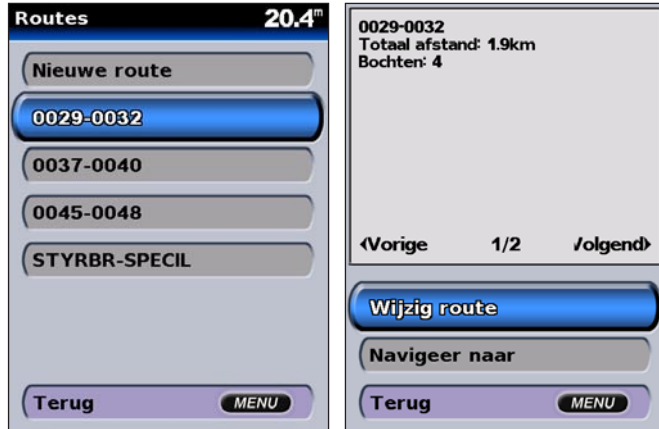 Routes 20.4m
Nieuwe route
0029-0032
0037-0040
0045-0048
STYRBR-SPECIL
Terug MENU
0029-0032
Totaal afstand: 1.9km
Bochten: 4
Vorige 1/2 Volgend
Wijzig route
Navigeer naar
Terug MENU